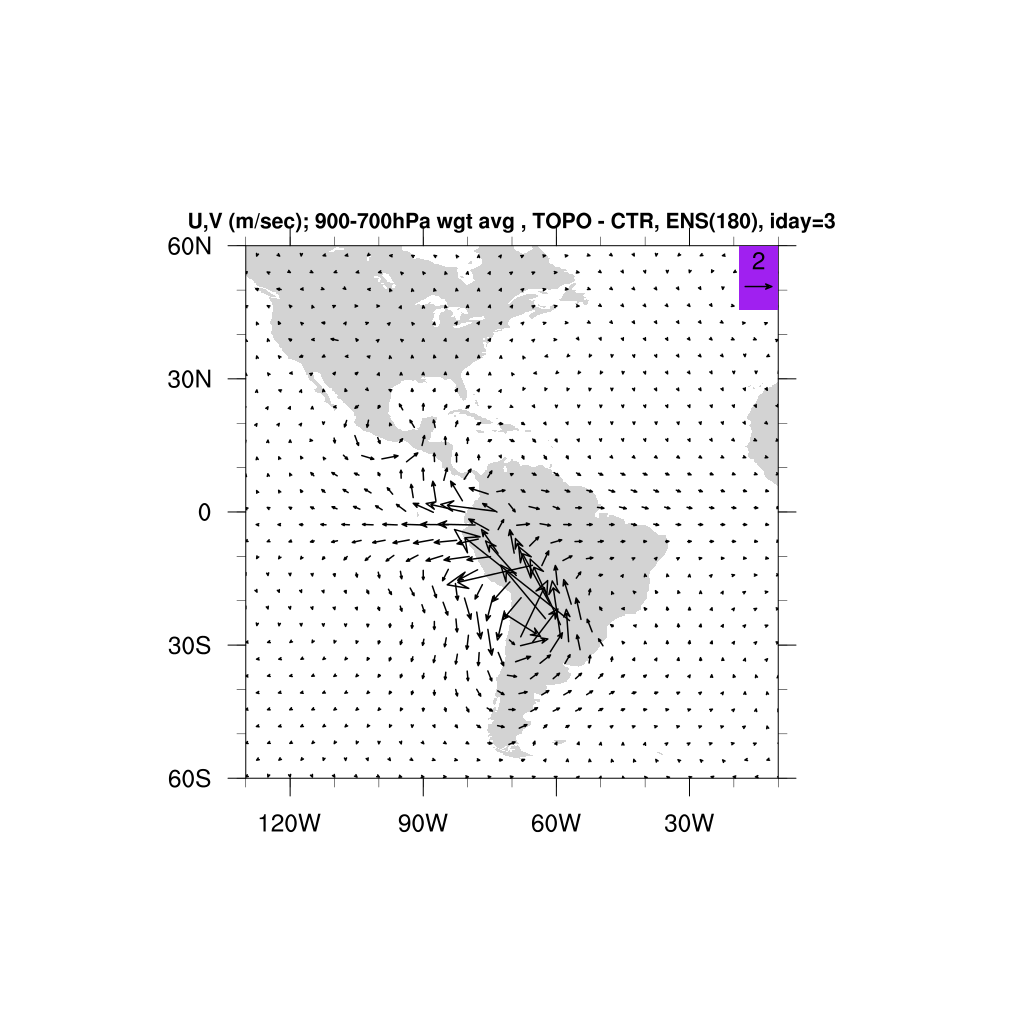 U,V (m/sec); 900-700hPa wgt avg , TOPO - CTR, ENS(180), iday=3
60N
2
30N
0
30S
60S
120W 90W 60W 30W